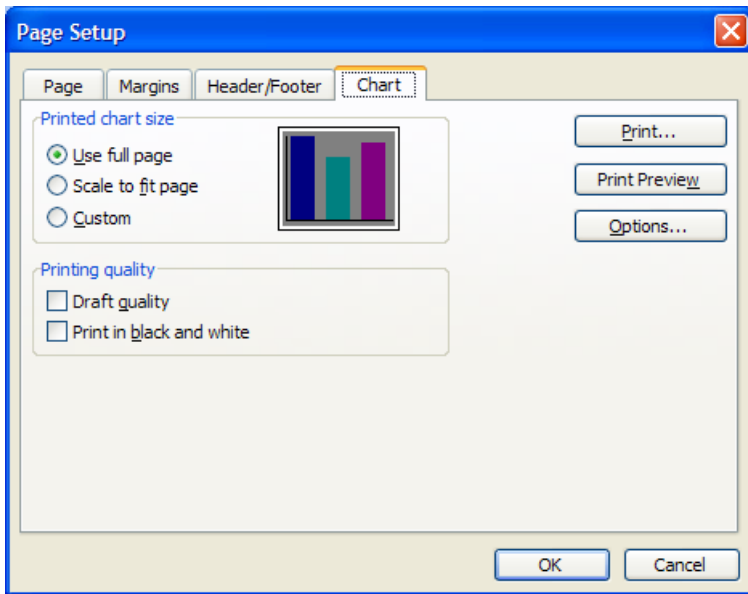 Page Setup
Page Margins Header/Footer Chart
Printed chart size
Use full page
Scale to fit page
Custom
Print...
Print Preview
Options...
Printing quality
Draft quality
Print in black and white
OK Cancel